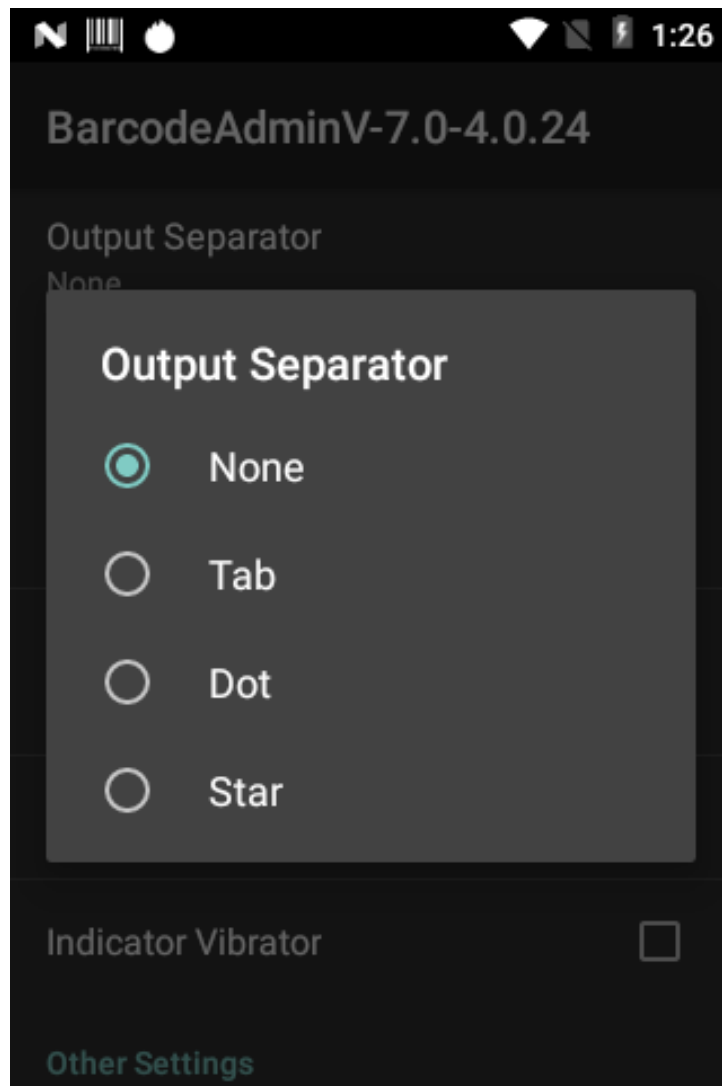 1:26
BarcodeAdminV-7.0-4.0.24
Output Separator
None
Output Separator
None
Tab
Dot
Star
Indicator Vibrator
Other Settings